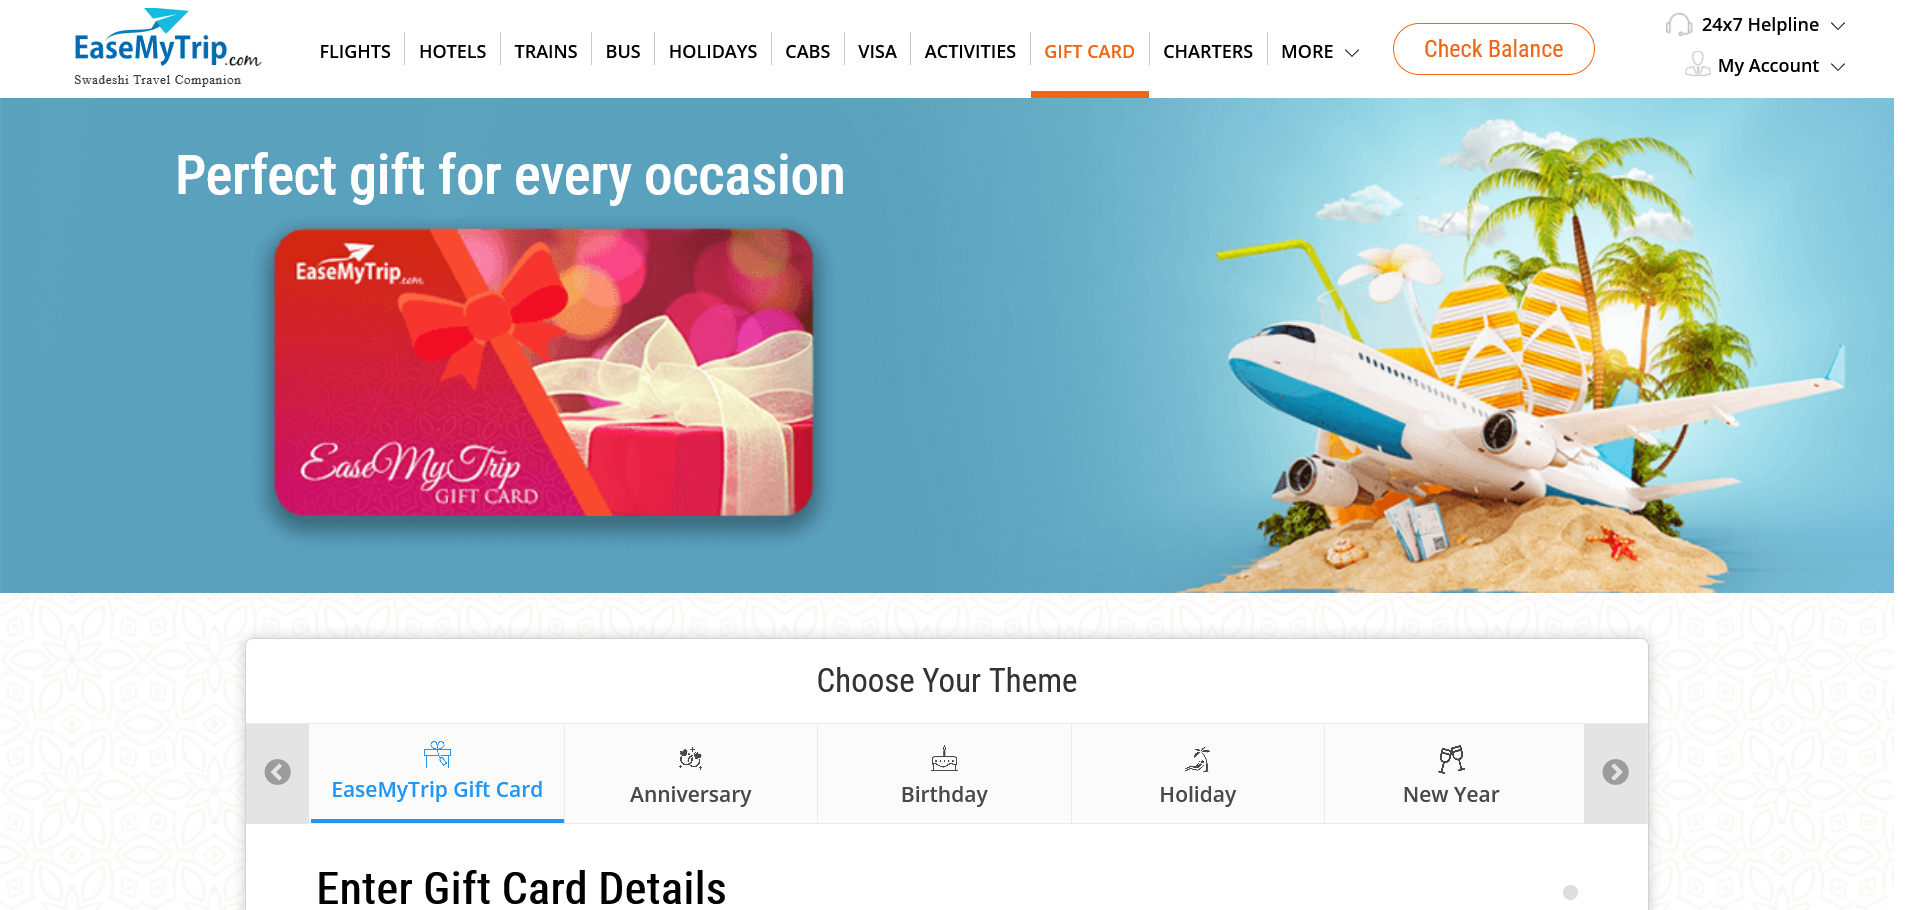 EaseMyTrip.com
Swadeshi Travel Companion
FLIGHTS
HOTELS
TRAINS
BUS
HOLIDAYS
CABS
VISA
ACTIVITIES
GIFT CARD
CHARTERS
MORE
Check Balance
24x7 Helpline
My Account
Perfect gift for every occasion
EaseMyTrip.com
EaseMyTrip
GIFT CARD
Choose Your Theme
EaseMyTrip Gift Card
Anniversary
Birthday
Holiday
New Year
Enter Gift Card Details